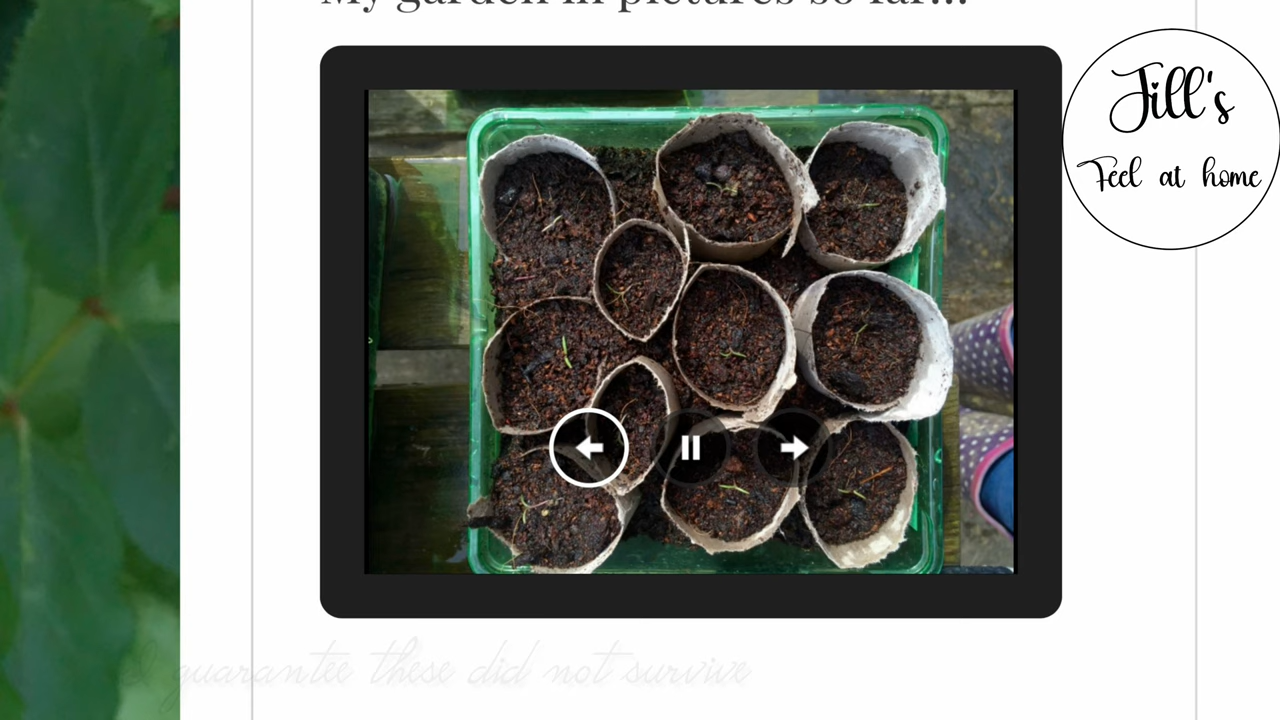 My garden in pictures so far...
Jill's
Feel at home
I guarantee these did not survive